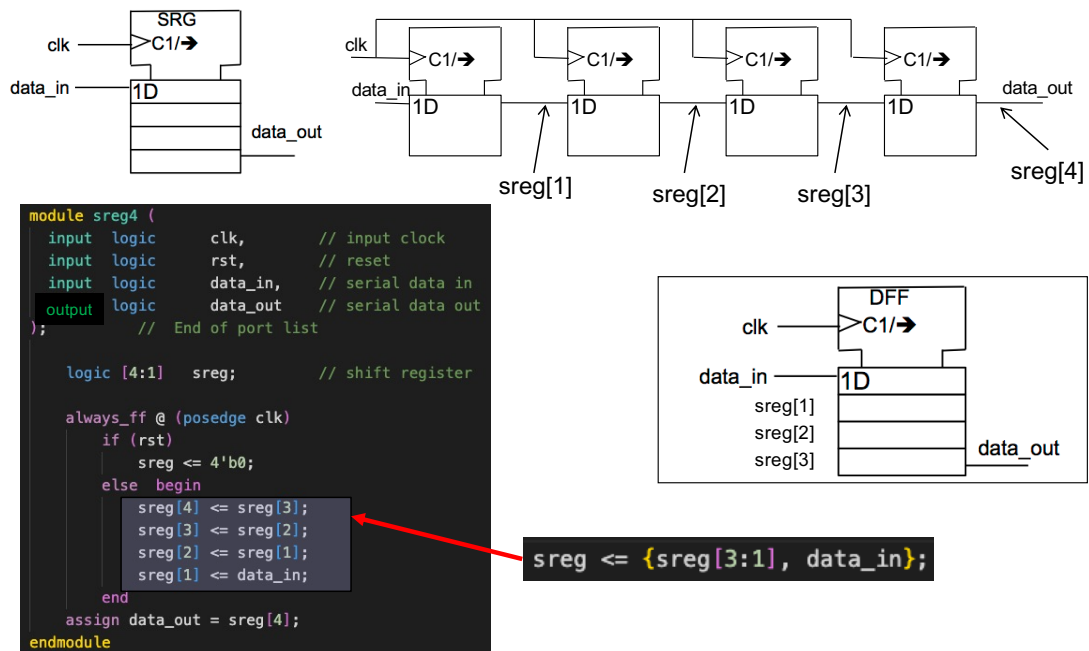 SRG
clk
C1/➔
data_in
1D
data_out
clk
C1/➔
C1/➔
C1/➔
C1/➔
data_in
1D
1D
1D
1D
data_out
sreg[1]
sreg[2]
sreg[3]
sreg[4]
module sreg4 (
input logic clk, // input clock
input logic rst, // reset
input logic data_in, // serial data in
output logic data_out // serial data out
); // End of port list
logic [4:1] sreg; // shift register
always_ff @ (posedge clk)
if (rst)
sreg <= 4'b0;
else begin
sreg[4] <= sreg[3];
sreg[3] <= sreg[2];
sreg[2] <= sreg[1];
sreg[1] <= data_in;
end
assign data_out = sreg[4];
endmodule
sreg <= {sreg[3:1], data_in};
DFF
clk
C1/➔
data_in
1D
sreg[1]
sreg[2]
sreg[3]
data_out